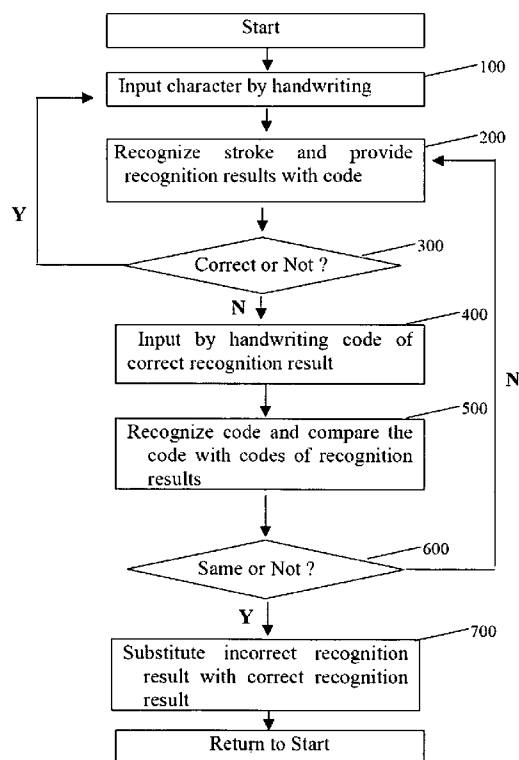 Start
Input character by handwriting
100
Recognize stroke and provide
recognition results with code
200
Y
Correct or Not ?
300
N
Input by handwriting code of
correct recognition result
400
N
Recognize code and compare the
code with codes of recognition
results
500
Same or Not ?
600
Y
Substitute incorrect recognition
result with correct recognition
result
700
Return to Start